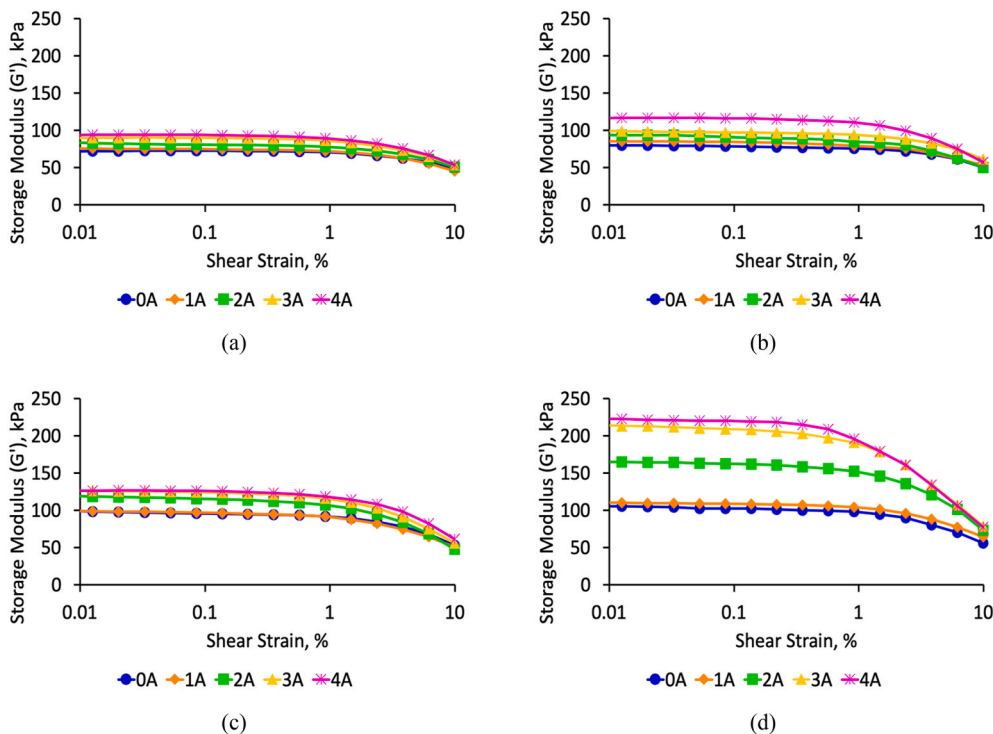 Storage Modulus (G'), kPa
250
200
150
100
50
0
0.01 0.1 1 10
Shear Strain, %
0A 1A 2A 3A 4A
(a)
Storage Modulus (G'), kPa
250
200
150
100
50
0
0.01 0.1 1 10
Shear Strain, %
0A 1A 2A 3A 4A
(b)
Storage Modulus (G'), kPa
250
200
150
100
50
0
0.01 0.1 1 10
Shear Strain, %
0A 1A 2A 3A 4A
(c)
Storage Modulus (G'), kPa
250
200
150
100
50
0
0.01 0.1 1 10
Shear Strain, %
0A 1A 2A 3A 4A
(d)